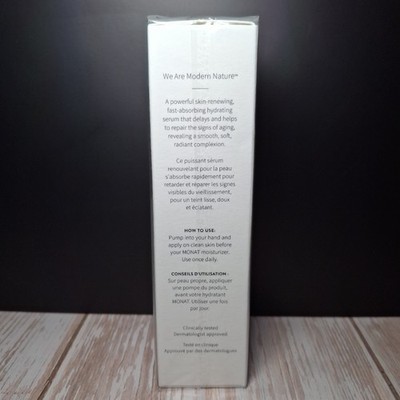 We Are Modern Nature™
A powerful skin-renewing,
fast-absorbing hydrating
serum that delays and helps
to repair the signs of aging,
revealing a smooth, soft,
radiant complexion.
Ce puissant sérum
renouvelant pour la peau
s'absorbe rapidement pour
retarder et réparer les signes
visibles du vieillissement,
pour un teint lisse, doux
et éclatant.
HOW TO USE:
Pump into your hand and
apply on clean skin before
your MONAT moisturizer.
Use once daily.
CONSEILS D'UTILISATION :
Sur peau propre, appliquer
une pompe du produit,
avant votre hydratant
MONAT. Utiliser une fois
par jour.
Clinically tested
Dermatologist approved
Testé en clinique
Approuvé par des dermatologues